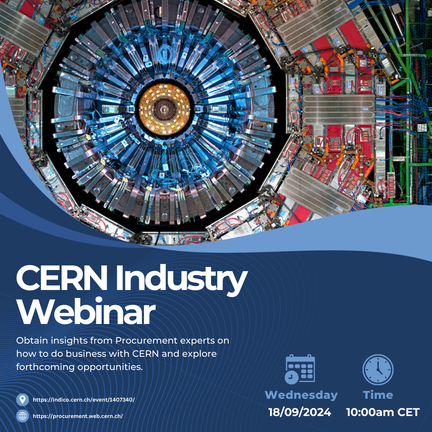 CERN Industry
Webinar
Obtain insights from Procurement experts on
how to do business with CERN and explore
forthcoming opportunities.
https://indico.cern.ch/event/1407340/
https://procurement.web.cern.ch/
Wednesday
18/09/2024
Time
10:00am CET